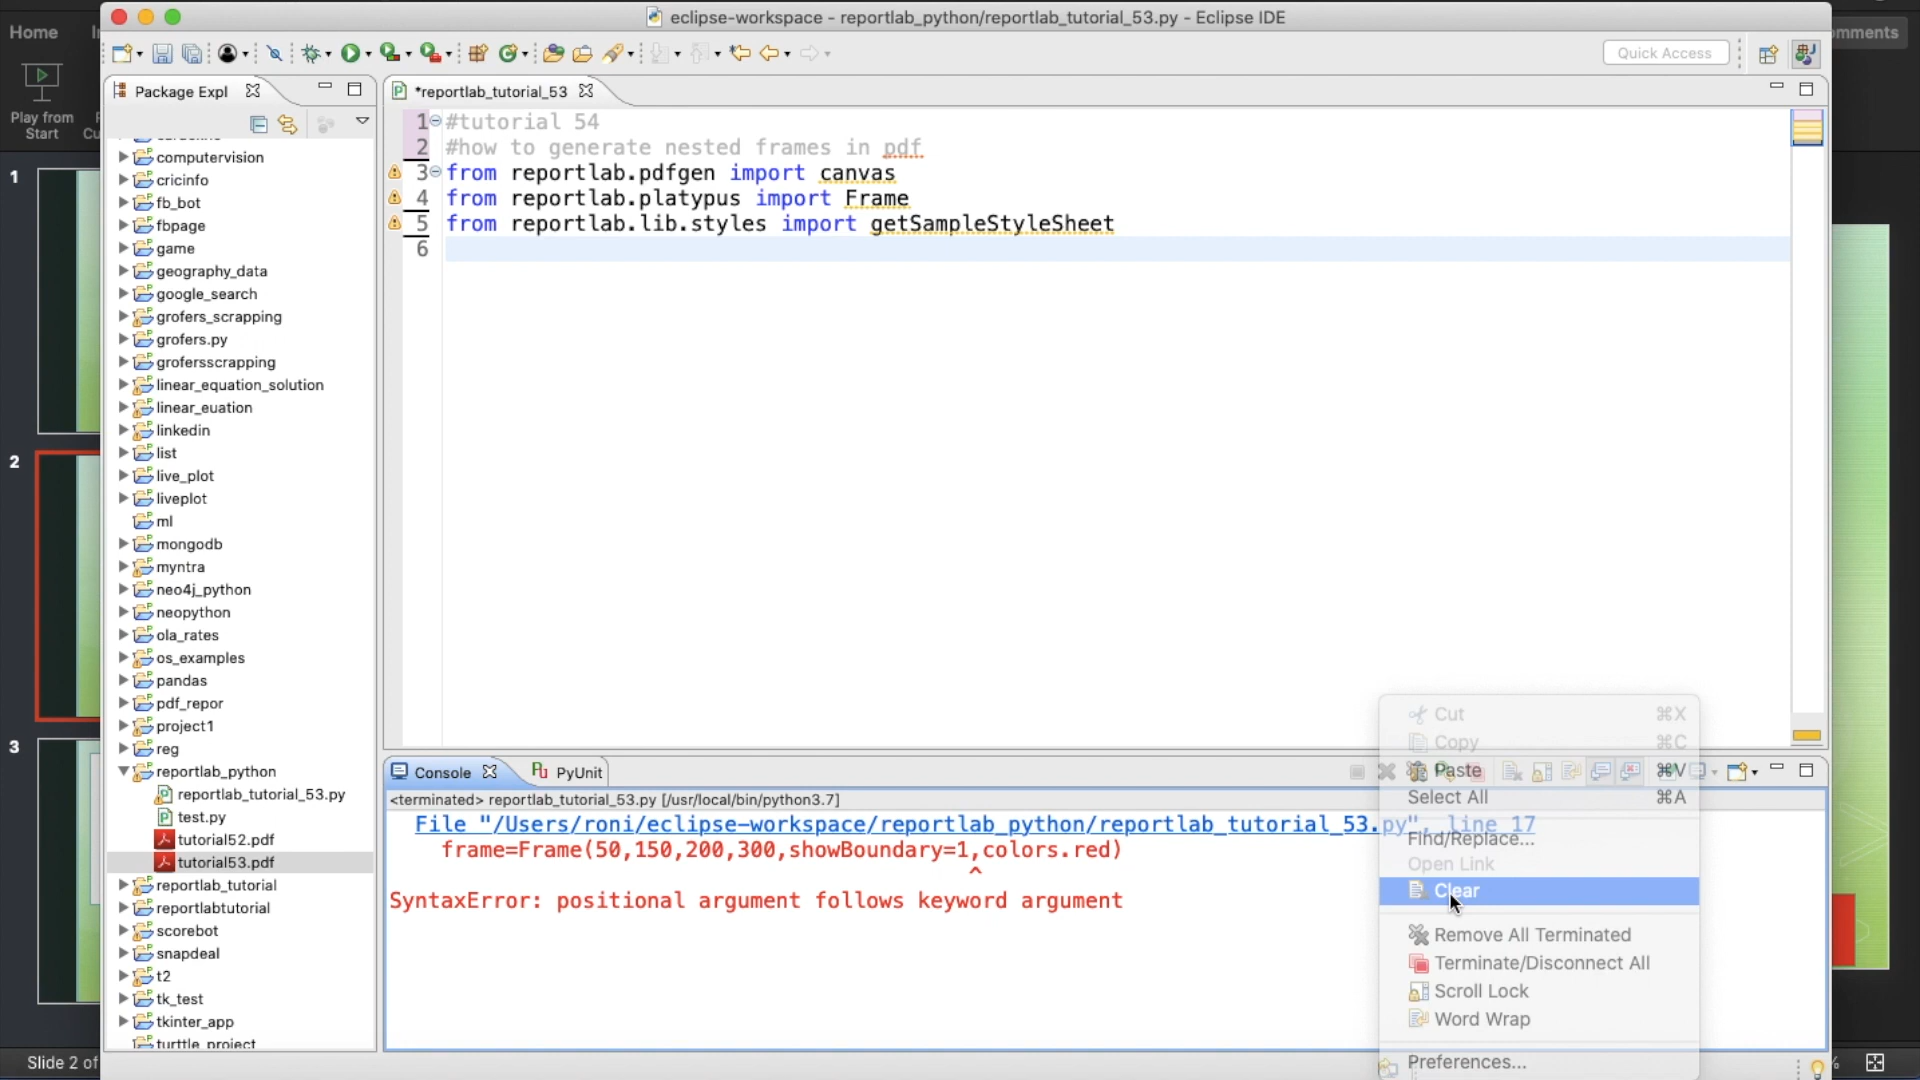 eclipse-workspace - reportlab_python/reportlab_tutorial_53.py - Eclipse IDE
Home
mments
Quick Access
Play from
Start
Package Expl
*reportlab_tutorial_53
1
2
3
4
5
6
#tutorial 54
#how to generate nested frames in pdf
from reportlab.pdfgen import canvas
from reportlab.platypus import Frame
from reportlab.lib.styles import getSampleStyleSheet
1
2
3
computervision
cricinfo
fb_bot
fbpage
game
geography_data
google_search
grofers_scrapping
grofers.py
grofersscrapping
linear_equation_solution
linear_euation
linkedin
list
live_plot
liveplot
ml
mongodb
myntra
neo4j_python
neopython
ola_rates
os_examples
pandas
pdf_repor
project1
reg
reportlab_python
reportlab_tutorial_53.py
test.py
tutorial52.pdf
tutorial53.pdf
reportlab_tutorial
reportlabtutorial
scorebot
snapdeal
t2
tk_test
tkinter_app
turttle_project
Console
PyUnit
<terminated> reportlab_tutorial_53.py [/usr/local/bin/python3.7]
File "/Users/roni/eclipse-workspace/reportlab_python/reportlab_tutorial_53.py", line 17
frame=Frame(50,150,200,300,showBoundary=1,colors.red)
^
SyntaxError: positional argument follows keyword argument
Cut ⌘X
Copy ⌘C
Paste ⌘V
Select All ⌘A
Find/Replace...
Open Link
Clear
Remove All Terminated
Terminate/Disconnect All
Scroll Lock
Word Wrap
Preferences...
Slide 2 of